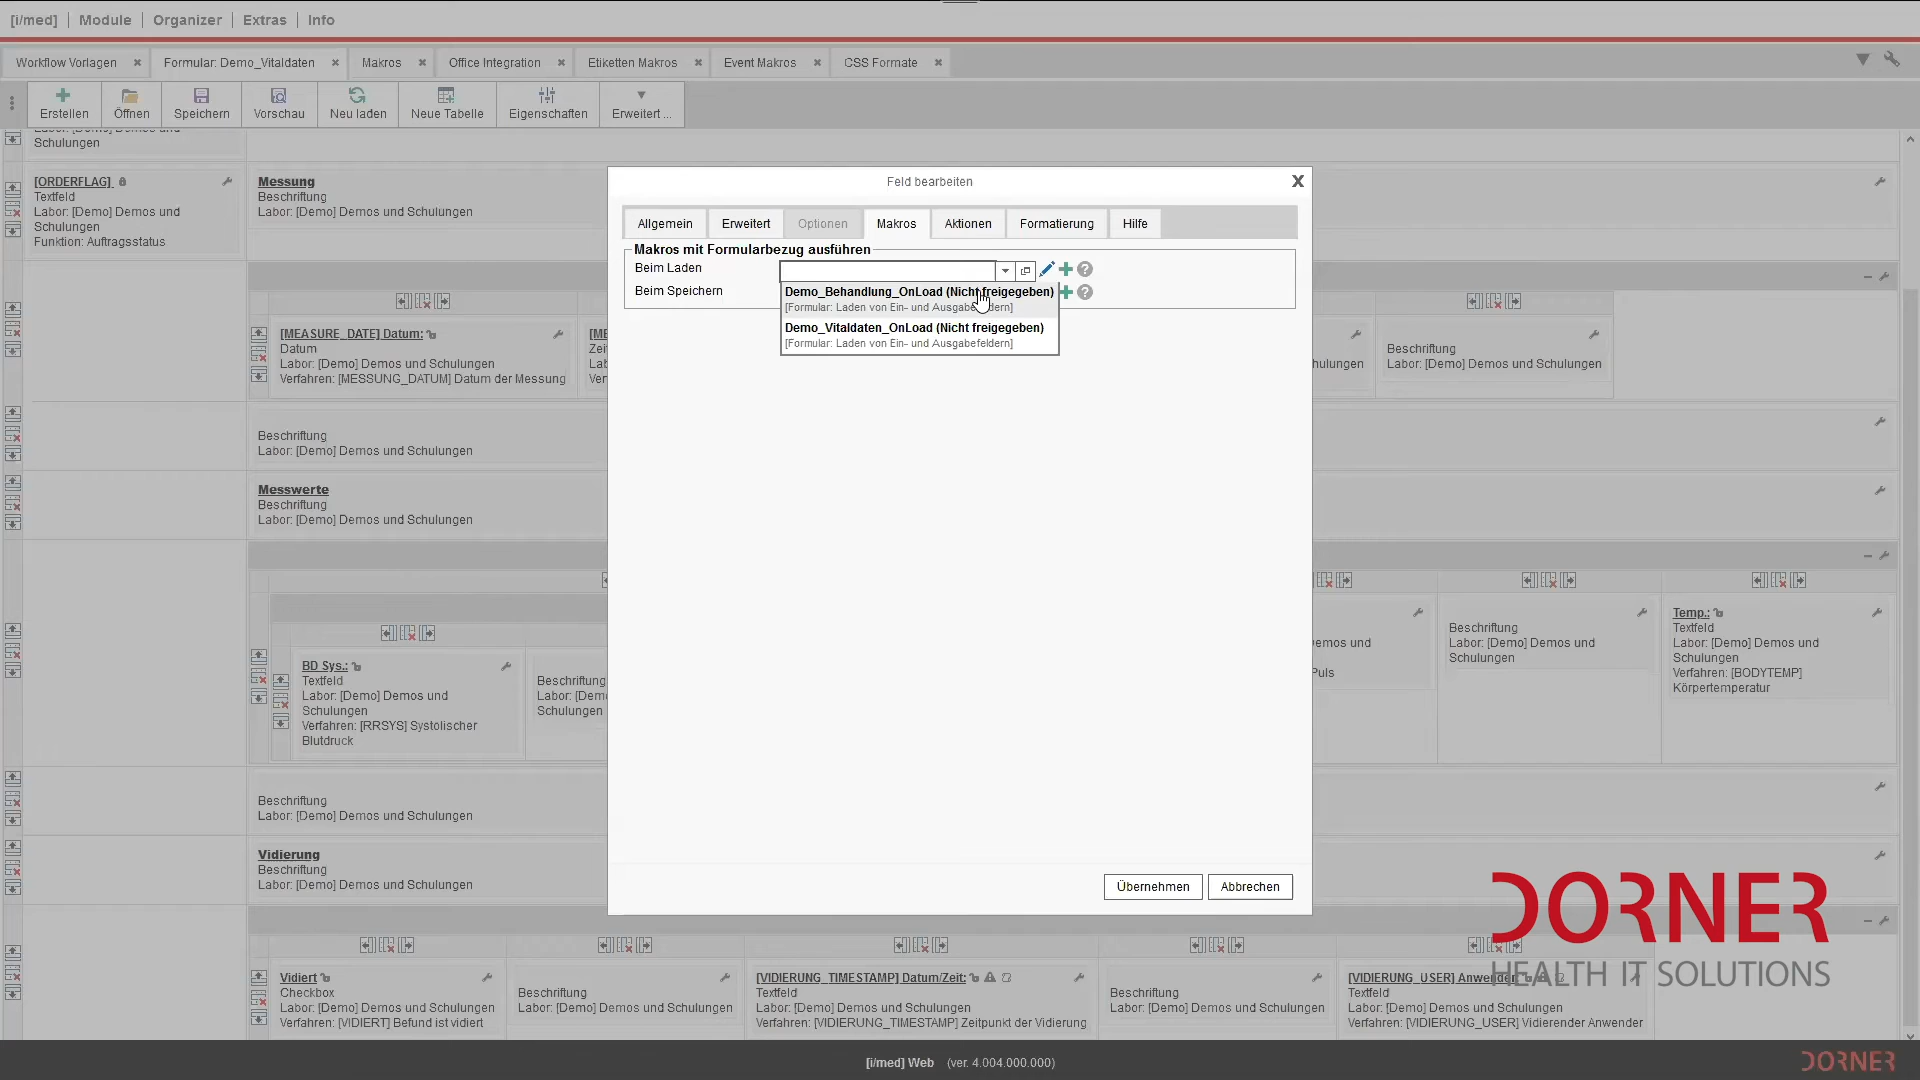 [i/med] Module Organizer Extras Info
Workflow Vorlagen Formular: Demo_Vitaldaten Makros Office Integration Etiketten Makros Event Makros CSS Formate
Erstellen Öffnen Speichern Vorschau Neu laden Neue Tabelle Eigenschaften Erweitert ...
Labor: [Demo] Demos und
Schulungen
[ORDERFLAG]
Textfeld
Labor: [Demo] Demos und
Schulungen
Funktion: Auftragsstatus
Messung
Beschriftung
Labor: [Demo] Demos und Schulungen
[MEASURE_DATE] Datum:
Datum
Labor: [Demo] Demos und Schulungen
Verfahren: [MESSUNG_DATUM] Datum der Messung
Beschriftung
Labor: [Demo] Demos und Schulungen
Beschriftung
Labor: [Demo] Demos und Schulungen
Messwerte
Beschriftung
Labor: [Demo] Demos und Schulungen
BD Sys.:
Textfeld
Labor: [Demo] Demos und
Schulungen
Verfahren: [RRSYS] Systolischer
Blutdruck
Beschriftung
Labor: [Demo
Schulungen
emos und
Puls
Beschriftung
Labor: [Demo] Demos und
Schulungen
Temp.:
Textfeld
Labor: [Demo] Demos und
Schulungen
Verfahren: [BODYTEMP]
Körpertemperatur
Beschriftung
Labor: [Demo] Demos und Schulungen
Vidierung
Beschriftung
Labor: [Demo] Demos und Schulungen
Vidiert
Checkbox
Labor: [Demo] Demos und Schulungen
Verfahren: [VIDIERT] Befund ist vidiert
Beschriftung
Labor: [Demo] Demos und Schulungen
[VIDIERUNG_TIMESTAMP] Datum/Zeit:
Textfeld
Labor: [Demo] Demos und Schulungen
Verfahren: [VIDIERUNG_TIMESTAMP] Zeitpunkt der Vidierung
Beschriftung
Labor: [Demo] Demos und Schulungen
[VIDIERUNG_USER] Anwender:
Textfeld
Labor: [Demo] Demos und Schulungen
Verfahren: [VIDIERUNG_USER] Vidierender Anwender
Feld bearbeiten X
Allgemein Erweitert Optionen Makros Aktionen Formatierung Hilfe
Makros mit Formularbezug ausführen
Beim Laden
Beim Speichern
Demo_Behandlung_OnLoad (Nicht freigegeben)
[Formular: Laden von Ein- und Ausgabefeldern]
Demo_Vitaldaten_OnLoad (Nicht freigegeben)
[Formular: Laden von Ein- und Ausgabefeldern]
Übernehmen Abbrechen
DORNER
HEALTH IT SOLUTIONS
[i/med] Web (ver. 4.004.000.000)
DORNER